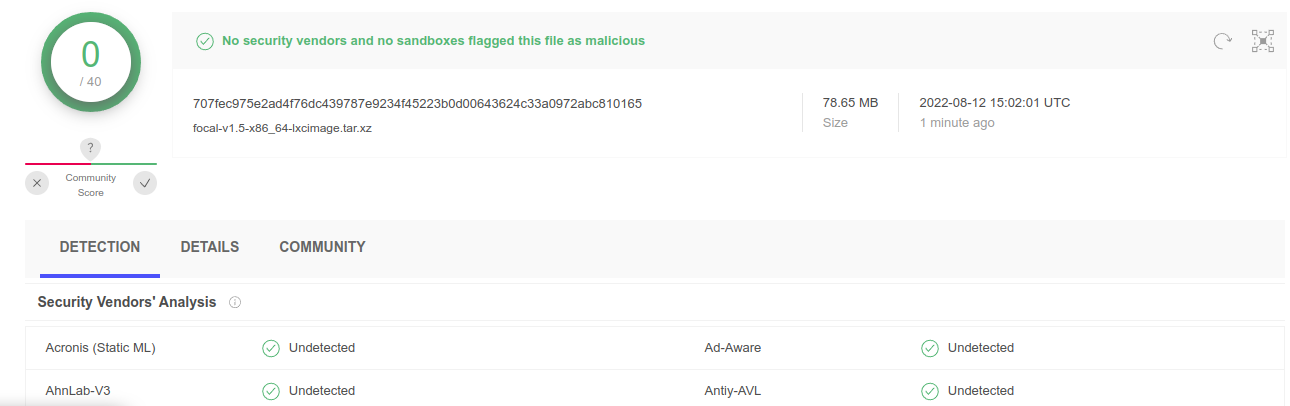 0
/ 40
?
Community
Score
No security vendors and no sandboxes flagged this file as malicious
707fec975e2ad4f76dc439787e9234f45223b0d00643624c33a0972abc810165
focal-v1.5-x86_64-lxcimage.tar.xz
78.65 MB
Size
2022-08-12 15:02:01 UTC
1 minute ago
DETECTION DETAILS COMMUNITY
Security Vendors' Analysis
Acronis (Static ML) Undetected Ad-Aware Undetected
AhnLab-V3 Undetected Antiy-AVL Undetected